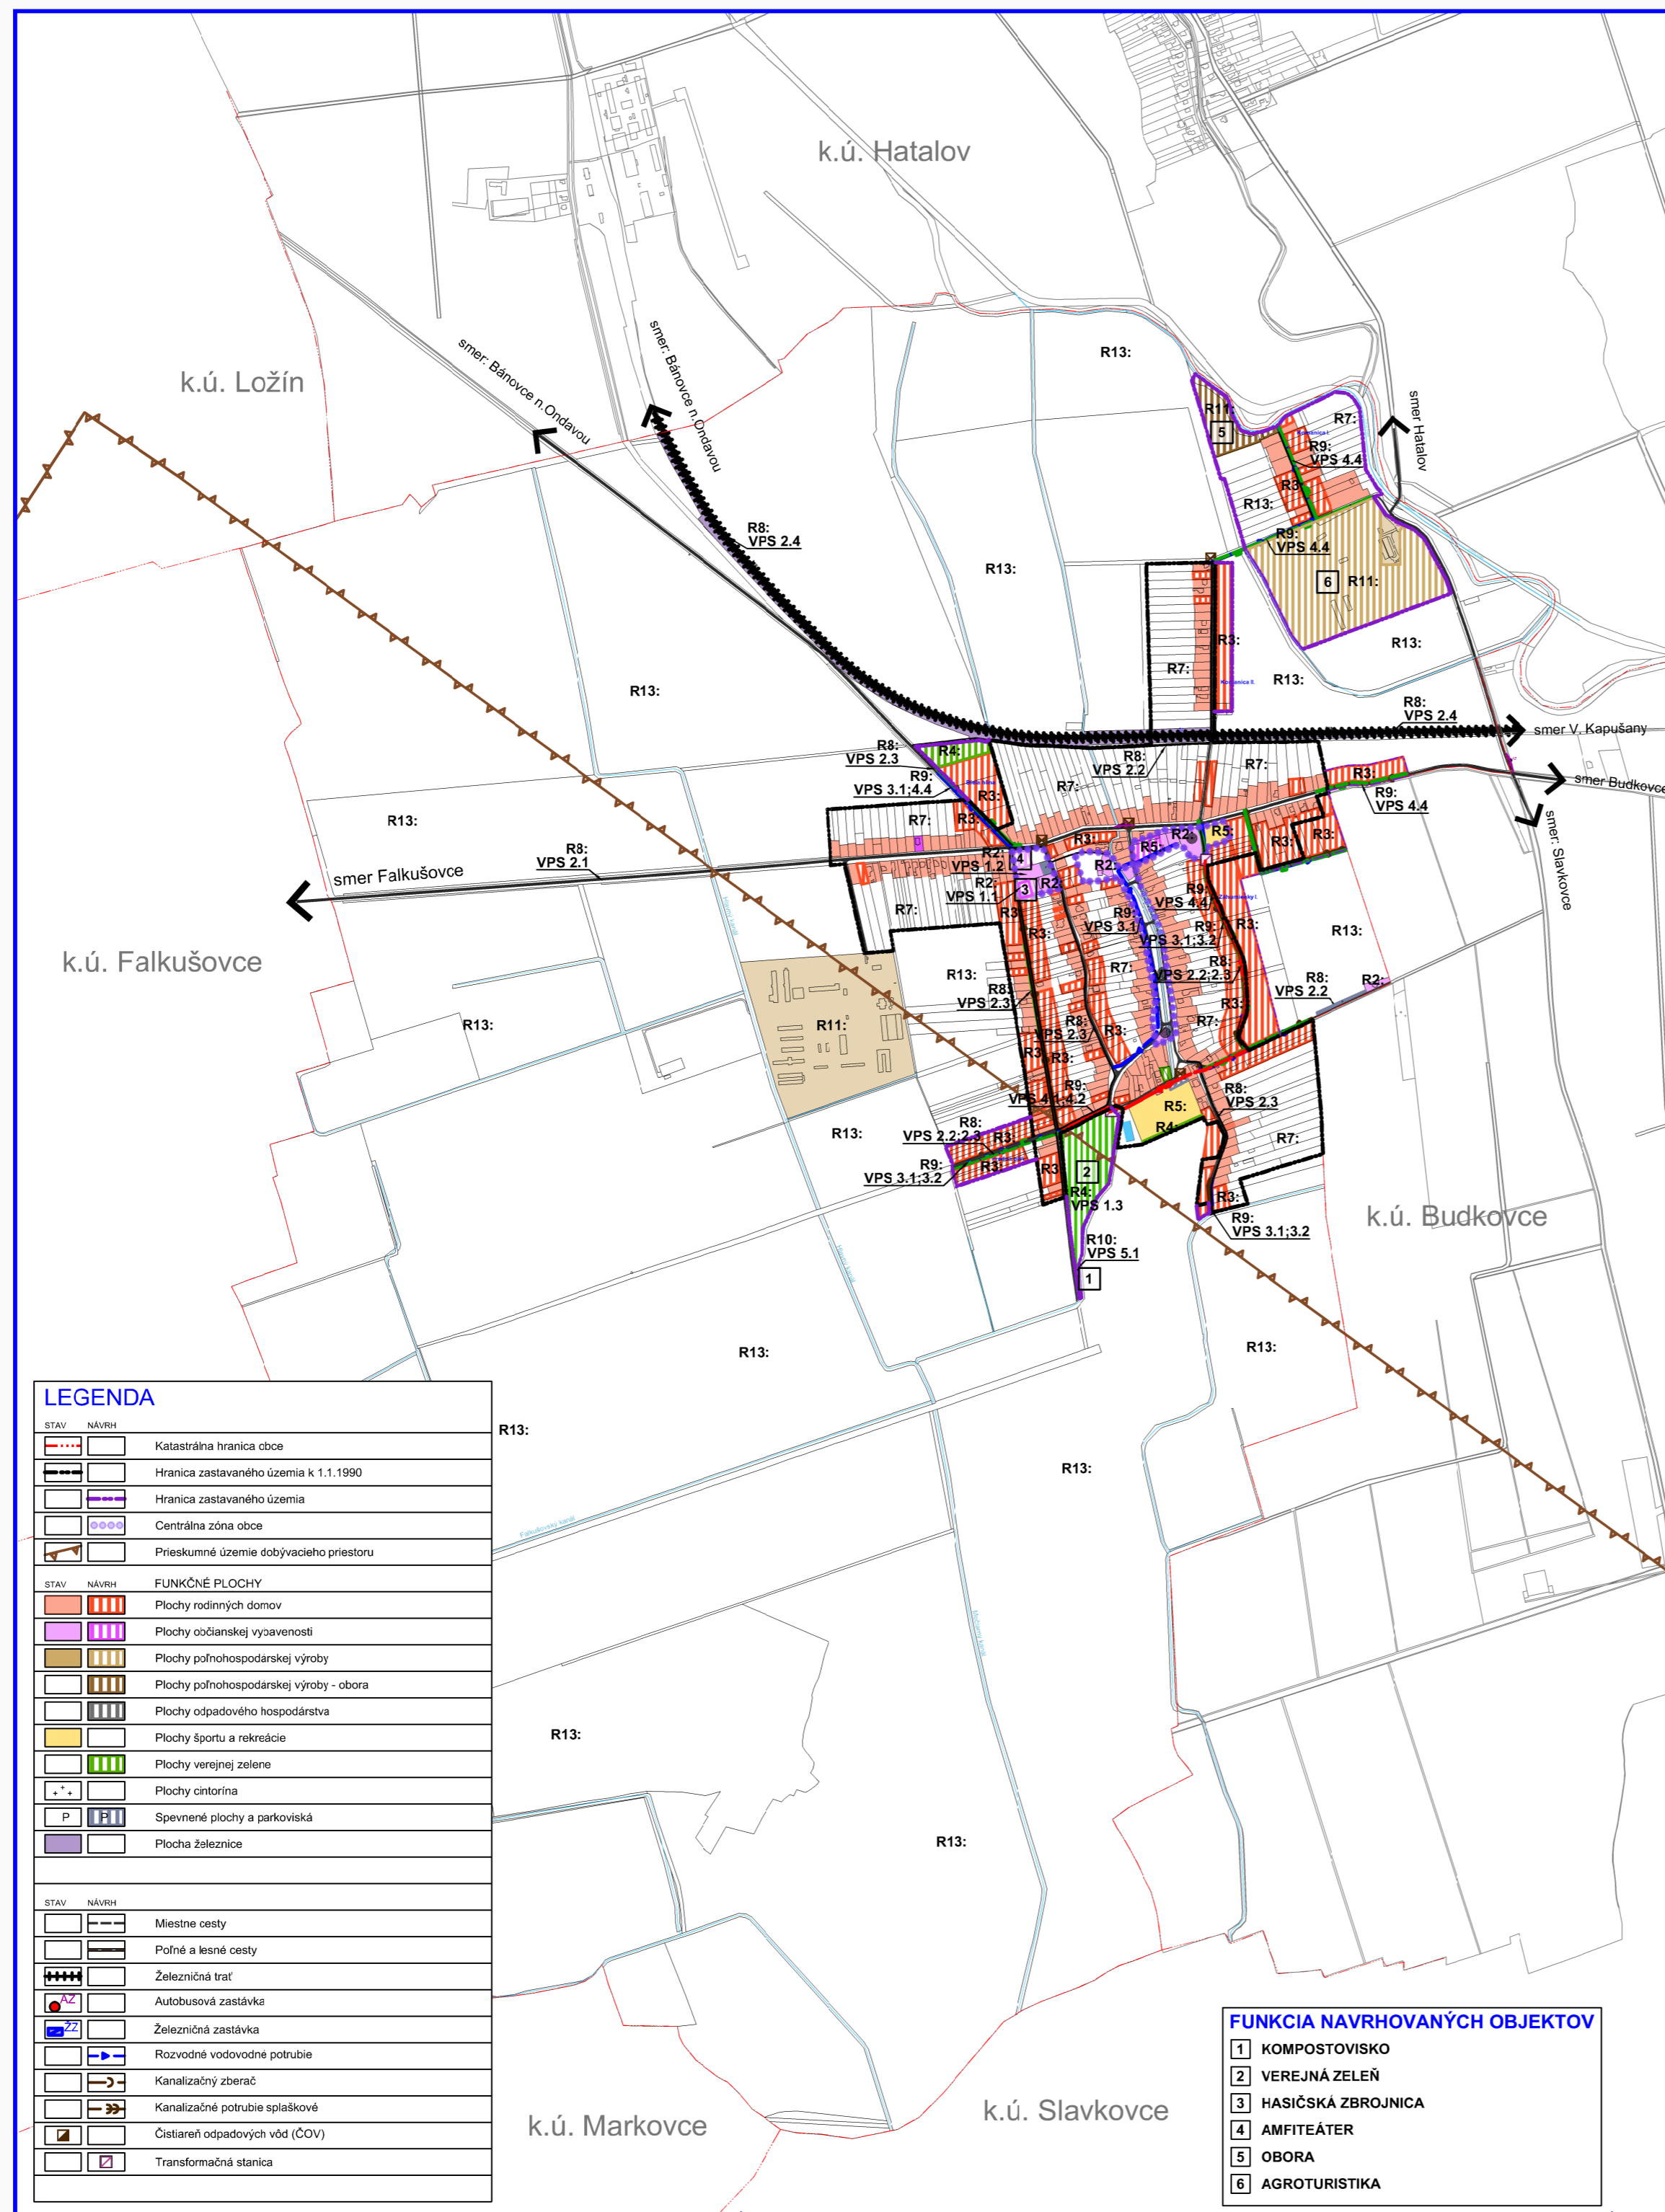 k.ú. Hatalov
k.ú. Ložín
smer: Bánovce n.Ondavou
smer: Bánovce n.Ondavou
smer Hatalov
R13:
R11:
5
R7:
R9:
VPS 4.4
R3:
R13:
R9:
VPS 4.4
R8:
VPS 2.4
R13:
6
R11:
R3:
R13:
R7:
R13:
R13:
R8:
VPS 2.4
smer V. Kapušany
R8:
VPS 2.3
R4:
R8:
VPS 2.2
R7:
R7:
R3:
smer Budkovce
R9:
VPS 3.1;4.4
R3:
R9:
VPS 4.4
R13:
R7:
R3:
R3:
R2:
R5:
R3:
R3:
R5:
R8:
VPS 2.1
R2:
VPS 1.2
4
R2:
smer: Slavkovce
smer Falkušovce
R2:
VPS 1.1
3
R2:
R9:
VPS 4.4
Záhumienky I.
R7:
R3:
R3:
R9:
VPS 3.1
R9:
VPS 3.1;3.2
R3:
R13:
k.ú. Falkušovce
Hlavný kanál
R13:
R7:
R8:
VPS 2.2;2.3
R8:
VPS 2.2
R2:
R8:
VPS 2.3
R3:
R13:
R11:
R8:
VPS 2.3
R3:
R7:
R3:
R3:
R9:
VPS 4.1;4.2
R8:
VPS 2.3
R5:
R13:
R8:
VPS 2.2;2.3
R3:
R4:
R7:
R9:
VPS 3.1;3.2
R3:
R3:
2
R4:
VPS 1.3
R3:
R9:
VPS 3.1;3.2
k.ú. Budkovce
R10:
VPS 5.1
1
Hlavný kanál
R13:
R13:
R13:
R13:
Falkušovský kanál
R13:
R13:
k.ú. Markovce
k.ú. Slavkovce
LEGENDA
STAV NÁVRH
Katastrálna hranica obce
Hranica zastavaného územia k 1.1.1990
Hranica zastavaného územia
Centrálna zóna obce
Prieskumné územie dobývacieho priestoru
STAV NÁVRH FUNKČNÉ PLOCHY
Plochy rodinných domov
Plochy občianskej vybavenosti
Plochy poľnohospodárskej výroby
Plochy poľnohospodárskej výroby - obora
Plochy odpadového hospodárstva
Plochy športu a rekreácie
Plochy verejnej zelene
Plochy cintorína
P P Spevnené plochy a parkoviská
Plocha železnice
STAV NÁVRH
Miestne cesty
Poľné a lesné cesty
Železničná trať
AZ Autobusová zastávka
ŽZ Železničná zastávka
Rozvodné vodovodné potrubie
Kanalizačný zberač
Kanalizačné potrubie splaškové
Čistiareň odpadových vôd (ČOV)
Transformačná stanica
FUNKCIA NAVRHOVANÝCH OBJEKTOV
1 KOMPOSTOVISKO
2 VEREJNÁ ZELEŇ
3 HASIČSKÁ ZBROJNICA
4 AMFITEÁTER
5 OBORA
6 AGROTURISTIKA